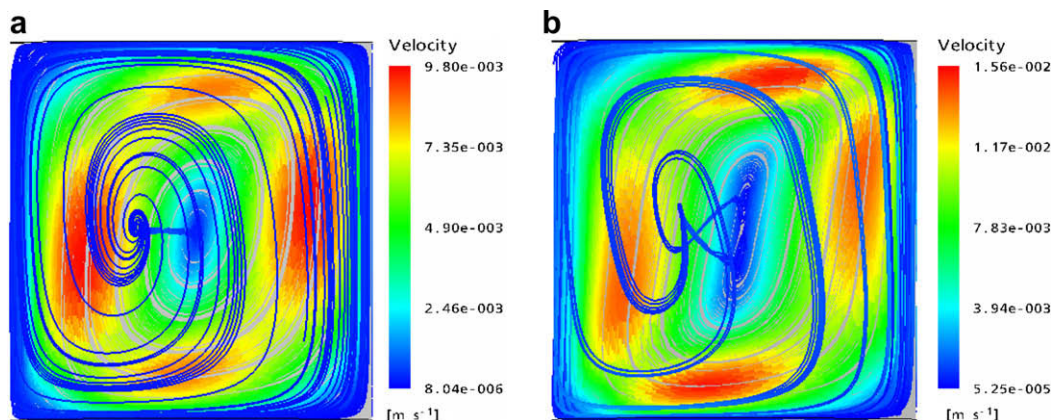 a
Velocity
9.80e-003
7.35e-003
4.90e-003
2.46e-003
8.04e-006
[m s⁻¹]
b
Velocity
1.56e-002
1.17e-002
7.83e-003
3.94e-003
5.25e-005
[m s⁻¹]